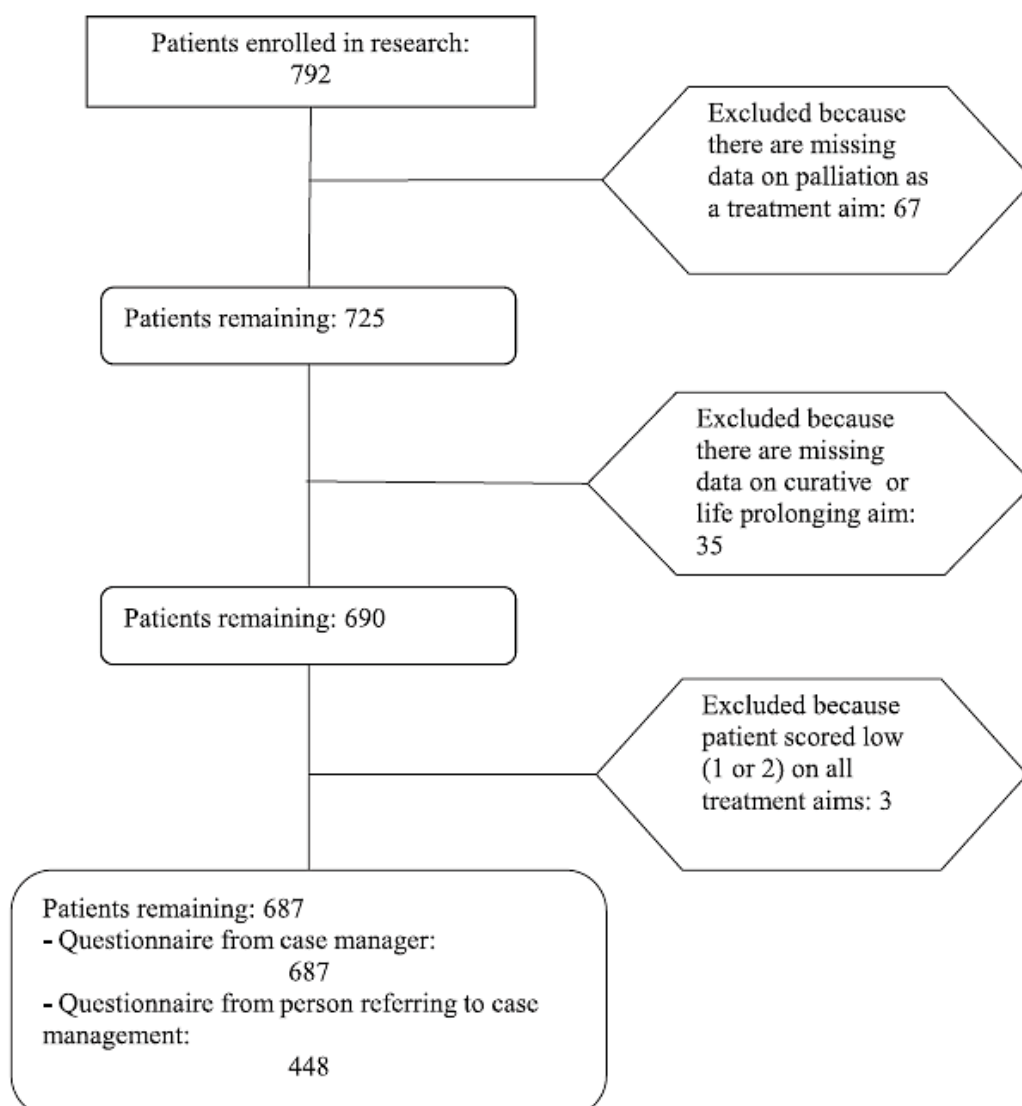 Patients enrolled in research:
792
Excluded because
there are missing
data on palliation as
a treatment aim: 67
Patients remaining: 725
Excluded because
there are missing
data on curative or
life prolonging aim:
35
Patients remaining: 690
Excluded because
patient scored low
(1 or 2) on all
treatment aims: 3
Patients remaining: 687
- Questionnaire from case manager:
687
- Questionnaire from person referring to case
management:
448